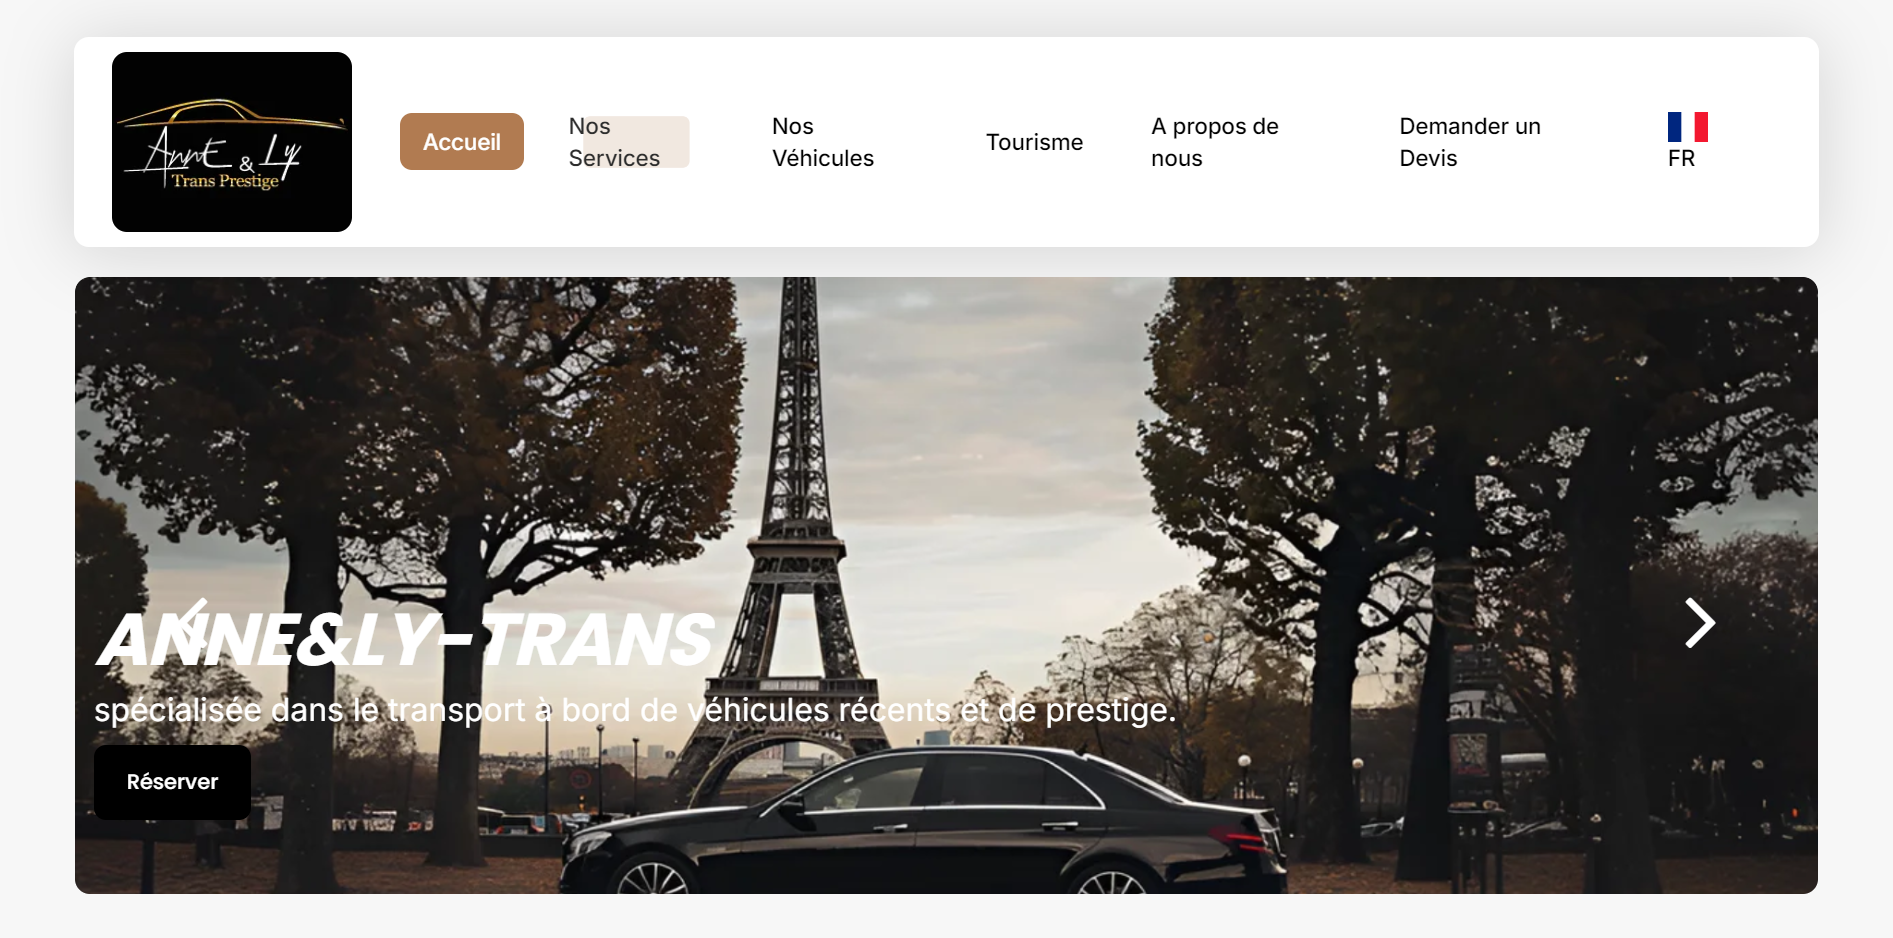 AnnE & Ly
Trans Prestige
Accueil
Nos
Services
Nos
Véhicules
Tourisme
A propos de
nous
Demander un
Devis
FR
ANNE&LY-TRANS
spécialisée dans le transport à bord de véhicules récents et de prestige.
Réserver